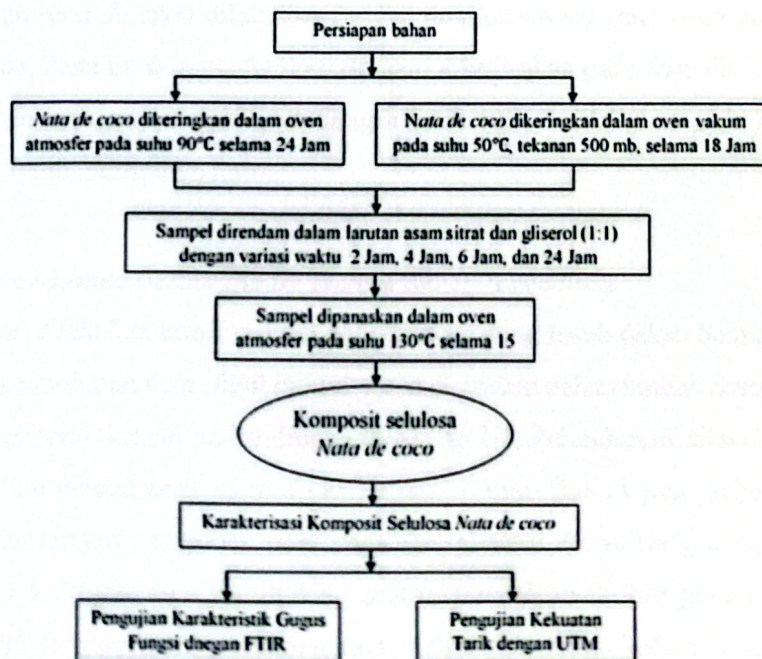 Persiapan bahan
Nata de coco dikeringkan dalam oven
atmosfer pada suhu 90°C selama 24 Jam
Nata de coco dikeringkan dalam oven vakum
pada suhu 50°C, tekanan 500 mb, selama 18 Jam
Sampel direndam dalam larutan asam sitrat dan gliserol (1:1)
dengan variasi waktu 2 Jam, 4 Jam, 6 Jam, dan 24 Jam
Sampel dipanaskan dalam oven
atmosfer pada suhu 130°C selama 15
Komposit selulosa
Nata de coco
Karakterisasi Komposit Selulosa Nata de coco
Pengujian Karakteristik Gugus
Fungsi dnegan FTIR
Pengujian Kekuatan
Tarik dengan UTM